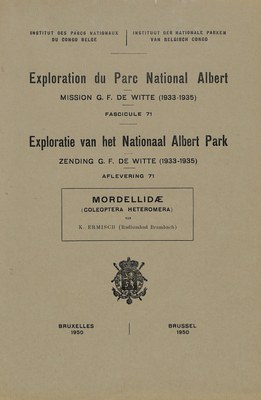 INSTITUT DES PARCS NATIONAUX
DU CONGO BELGE
INSTITUUT DER NATIONALE PARKEN
VAN BELGISCH CONGO
Exploration du Parc National Albert
MISSION G. F. DE WITTE (1933-1935)
FASCICULE 71
Exploratie van het Nationaal Albert Park
ZENDING G. F. DE WITTE (1933-1935)
AFLEVERING 71
MORDELLIDÆ
(COLEOPTERA HETEROMERA)
K. ERMISCH (Radiumbad Brambach)
BRUXELLES
1950
BRUSSEL
1950